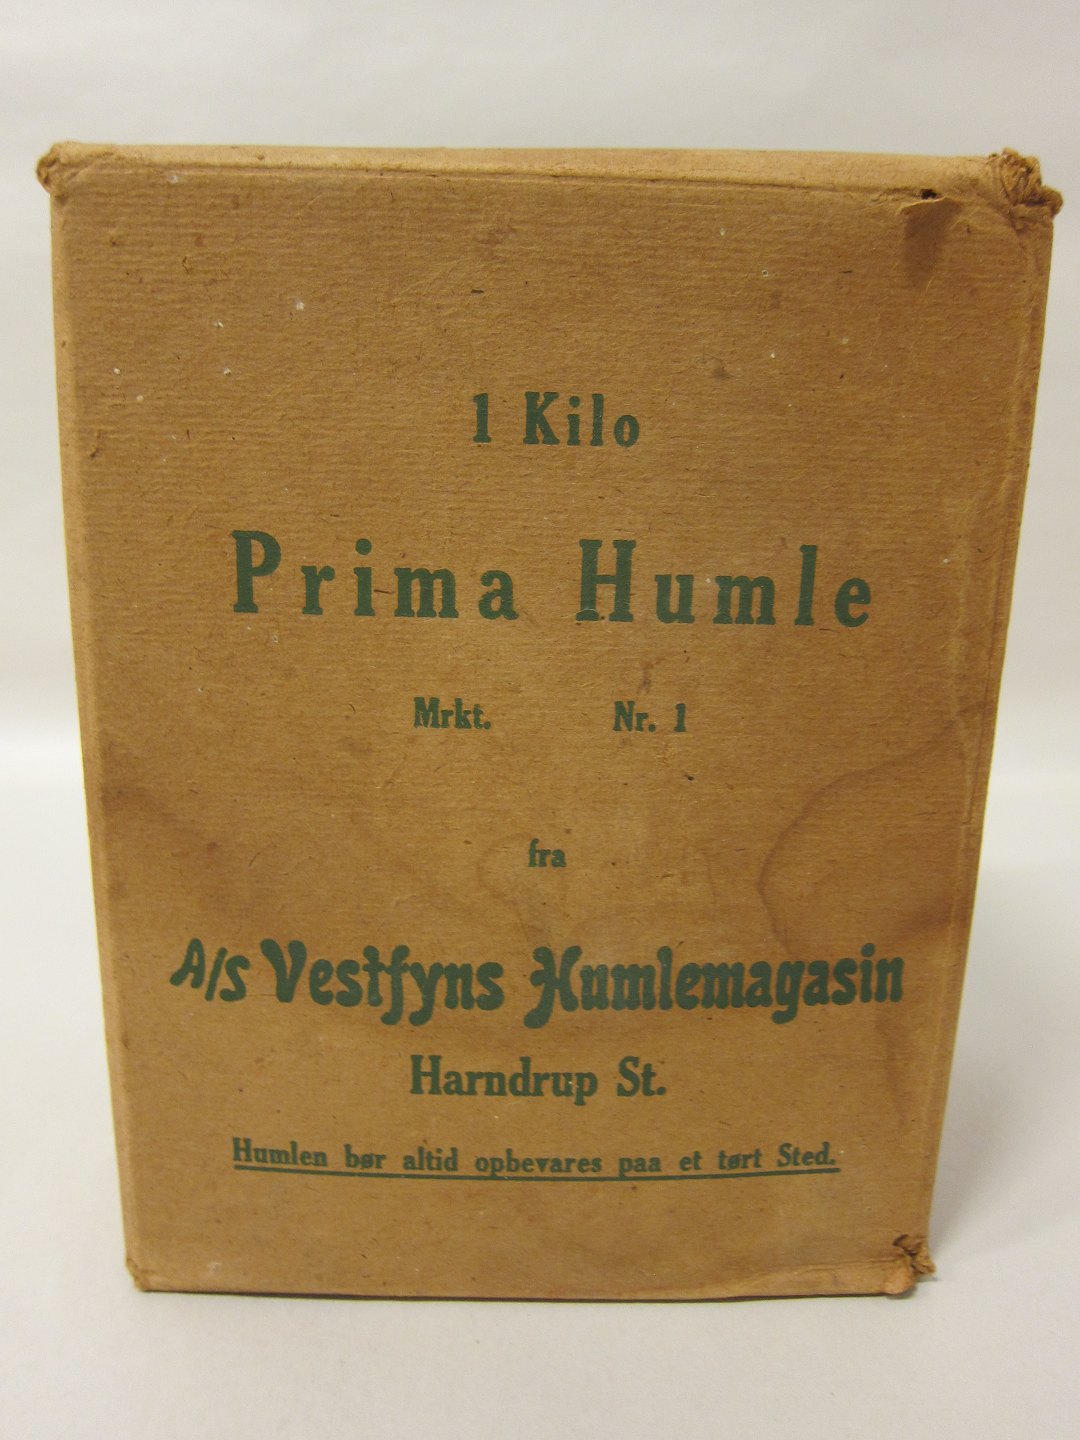 1 Kilo
Prima Humle
Mrkt. Nr. 1
fra
A/S Vestfyns Humlemagasin
Harndrup St.
Humlen bør altid opbevares paa et tørt Sted.